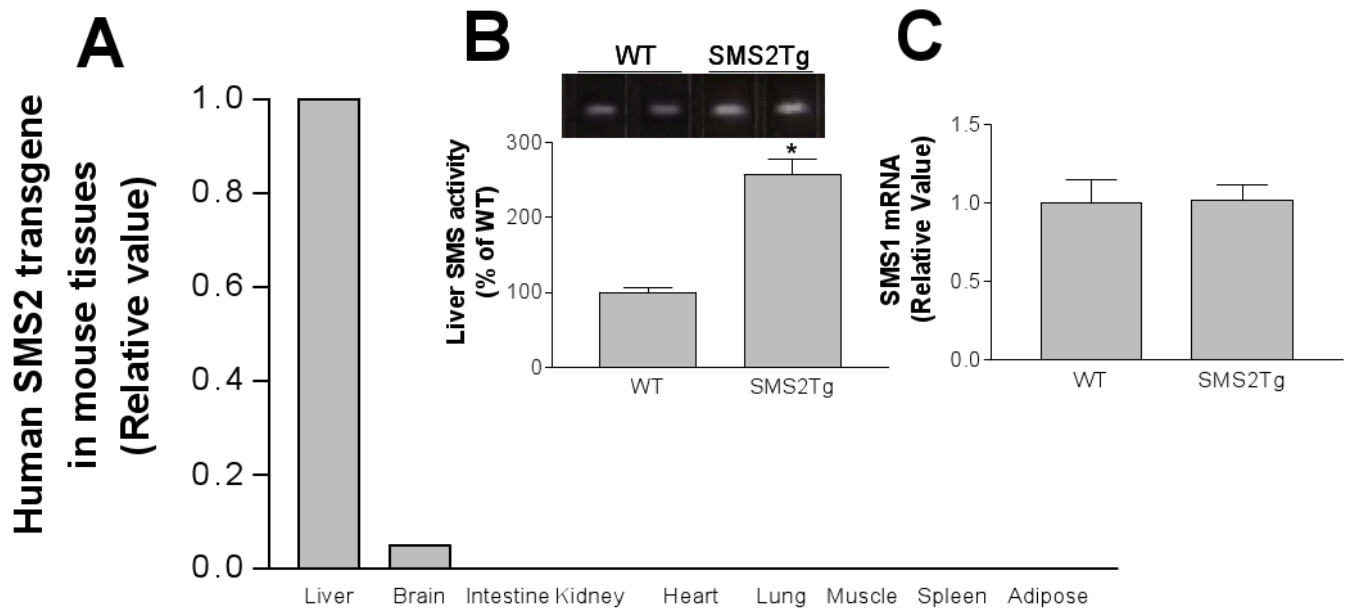 A
Human SMS2 transgene
in mouse tissues
(Relative value)
1.0
0.8
0.6
0.4
0.2
0.0
Liver Brain Intestine Kidney Heart Lung Muscle Spleen Adipose
B
WT SMS2Tg
Liver SMS activity
(% of WT)
300
200
100
0
*
WT SMS2Tg
C
SMS1 mRNA
(Relative Value)
1.5
1.0
0.5
0.0
WT SMS2Tg